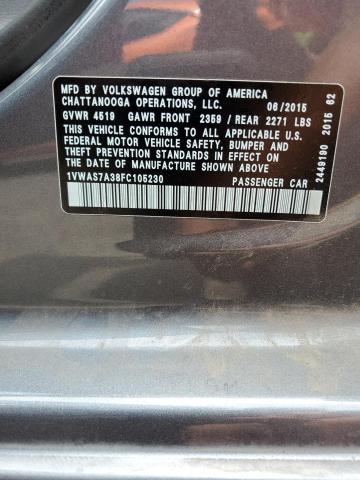 MFD BY VOLKSWAGEN GROUP OF AMERICA
CHATTANOOGA OPERATIONS, LLC. 06/2015
GVWR 4519 GAWR FRONT 2359 / REAR 2271 LBS
THIS VEHICLE CONFORMS TO ALL APPLICABLE U.S.
FEDERAL MOTOR VEHICLE SAFETY, BUMPER AND
THEFT PREVENTION STANDARDS IN EFFECT ON THE
DATE OF MANUFACTURE SHOWN ABOVE
1VWAS7A38FC105230 PASSENGER CAR
2449190 2015 62